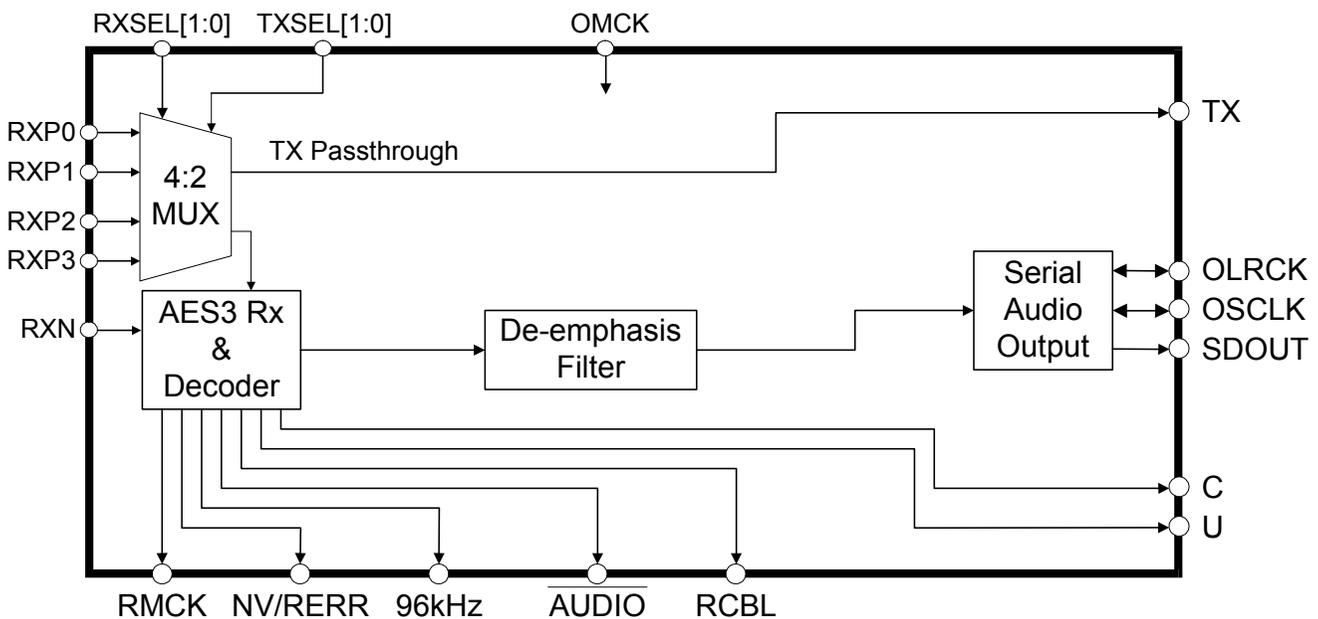 RXSEL[1:0] TXSEL[1:0] OMCK
RXP0
RXP1
RXP2
RXP3
RXN
4:2
MUX
TX Passthrough
TX
AES3 Rx
&
Decoder
De-emphasis
Filter
Serial
Audio
Output
OLRCK
OSCLK
SDOUT
C
U
RMCK NV/RERR 96kHz AUDIO RCBL